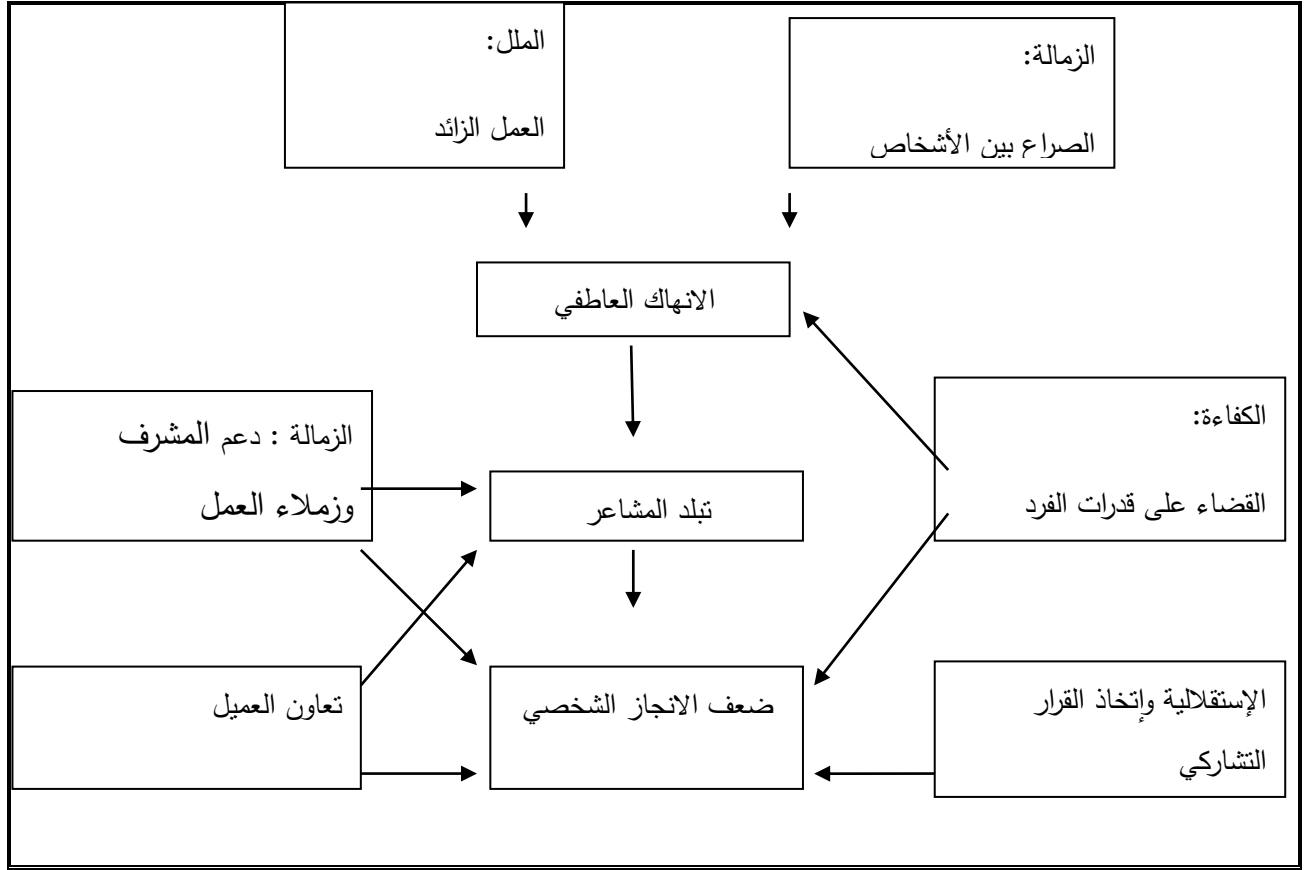 الزمالة:
الصراع بين الأشخاص
الملل:
العمل الزائد
الانهاك العاطفي
الكفاءة:
القضاء على قدرات الفرد
الزمالة : دعم المشرف
وزملاء العمل
تبلد المشاعر
الإستقلالية وإتخاذ القرار
التشاركي
ضعف الانجاز الشخصي
تعاون العميل